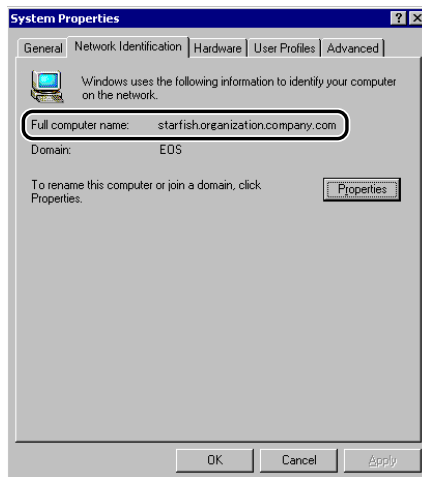 System Properties
General Network Identification Hardware User Profiles Advanced
Windows uses the following information to identify your computer
on the network.
Full computer name: starfish.organization.company.com
Domain: EOS
To rename this computer or join a domain, click
Properties.
Properties
OK Cancel Apply